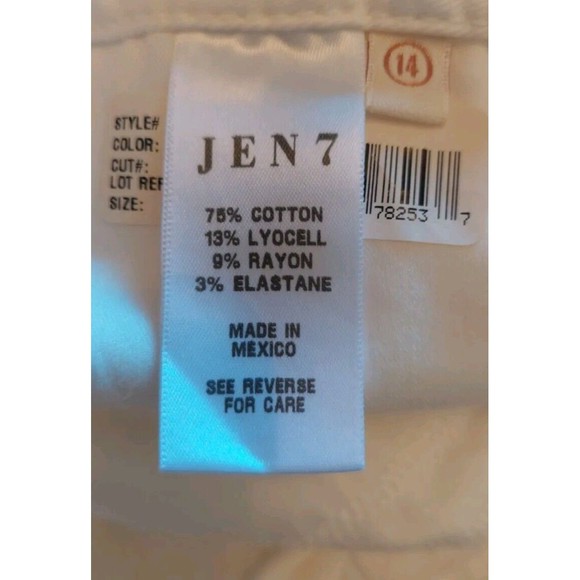 14
STYLE#
COLOR:
CUT#:
LOT REF
SIZE:
JEN7
75% COTTON
13% LYOCELL
9% RAYON
3% ELASTANE
MADE IN
MEXICO
SEE REVERSE
FOR CARE
78253 7